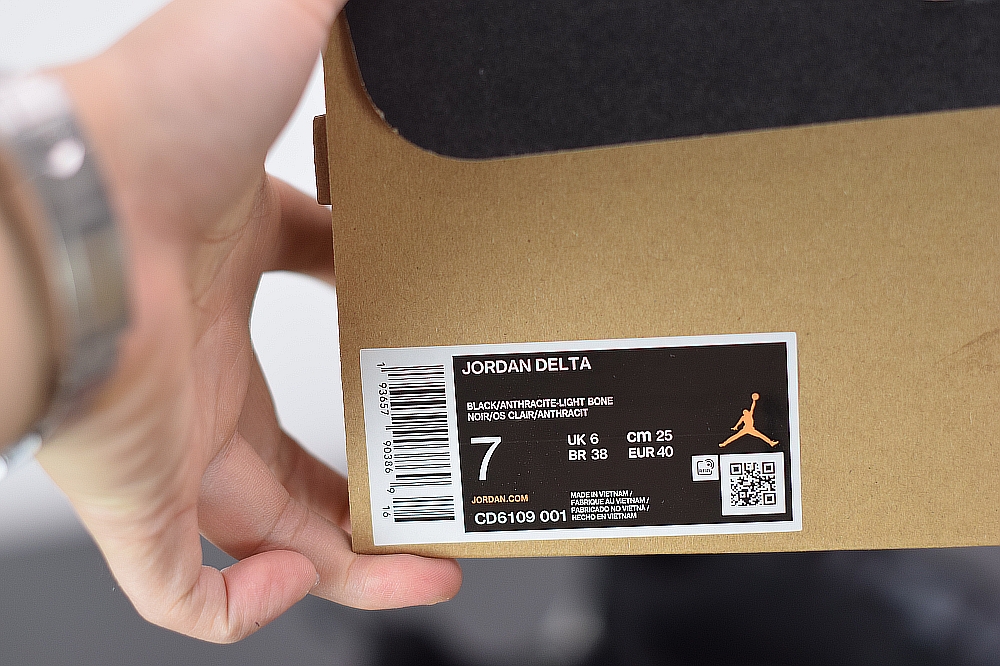 JORDAN DELTA
BLACK/ANTHRACITE-LIGHT BONE
NOIR/OS CLAIR/ANTHRACIT
7
UK 6 cm 25
BR 38 EUR 40
JORDAN.COM
CD6109 001
MADE IN VIETNAM /
FABRIQUE AU VIETNAM /
FABRICADO NO VIETNA /
HECHO EN VIETNAM
1 93657 90386 9 16